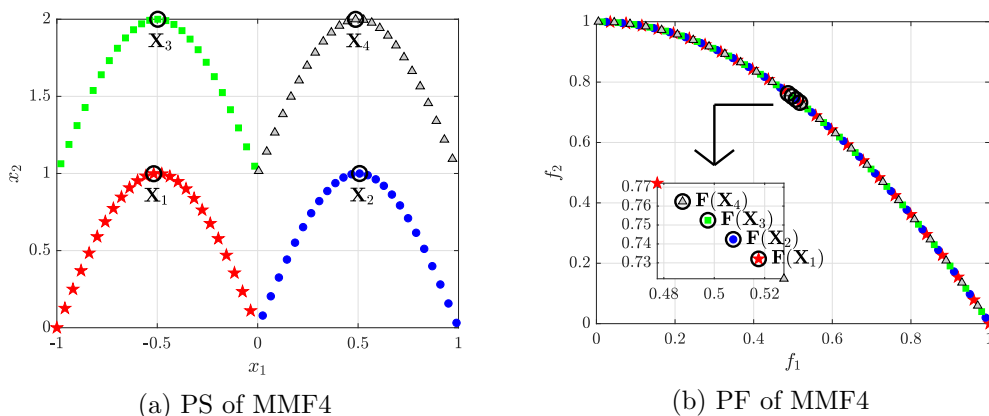 2
1.5
1
0.5
0
x₂
-1
-0.5
0
0.5
1
x₁
X₃
X₄
X₁
X₂
(a) PS of MMF4
1
0.8
0.6
0.4
0.2
0
f₂
0
0.2
0.4
0.6
0.8
1
f₁
0.77
0.76
0.75
0.74
0.73
0.48
0.5
0.52
F(X₄)
F(X₃)
F(X₂)
F(X₁)
(b) PF of MMF4